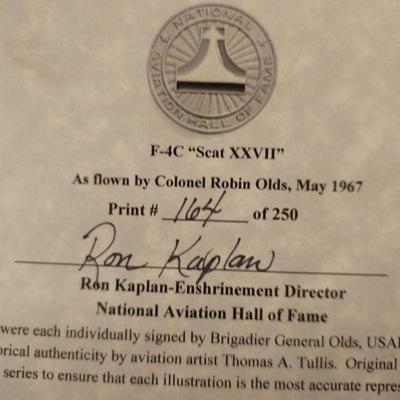 NATIONAL
AVIATION HALL OF FAME
F-4C "Scat XXVII"
As flown by Colonel Robin Olds, May 1967
Print # 164 of 250
Ron Kaplan
Ron Kaplan-Enshrinement Director
National Aviation Hall of Fame
were each individually signed by Brigadier General Olds, USA
orical authenticity by aviation artist Thomas A. Tullis. Original
series to ensure that each illustration is the most accurate repres